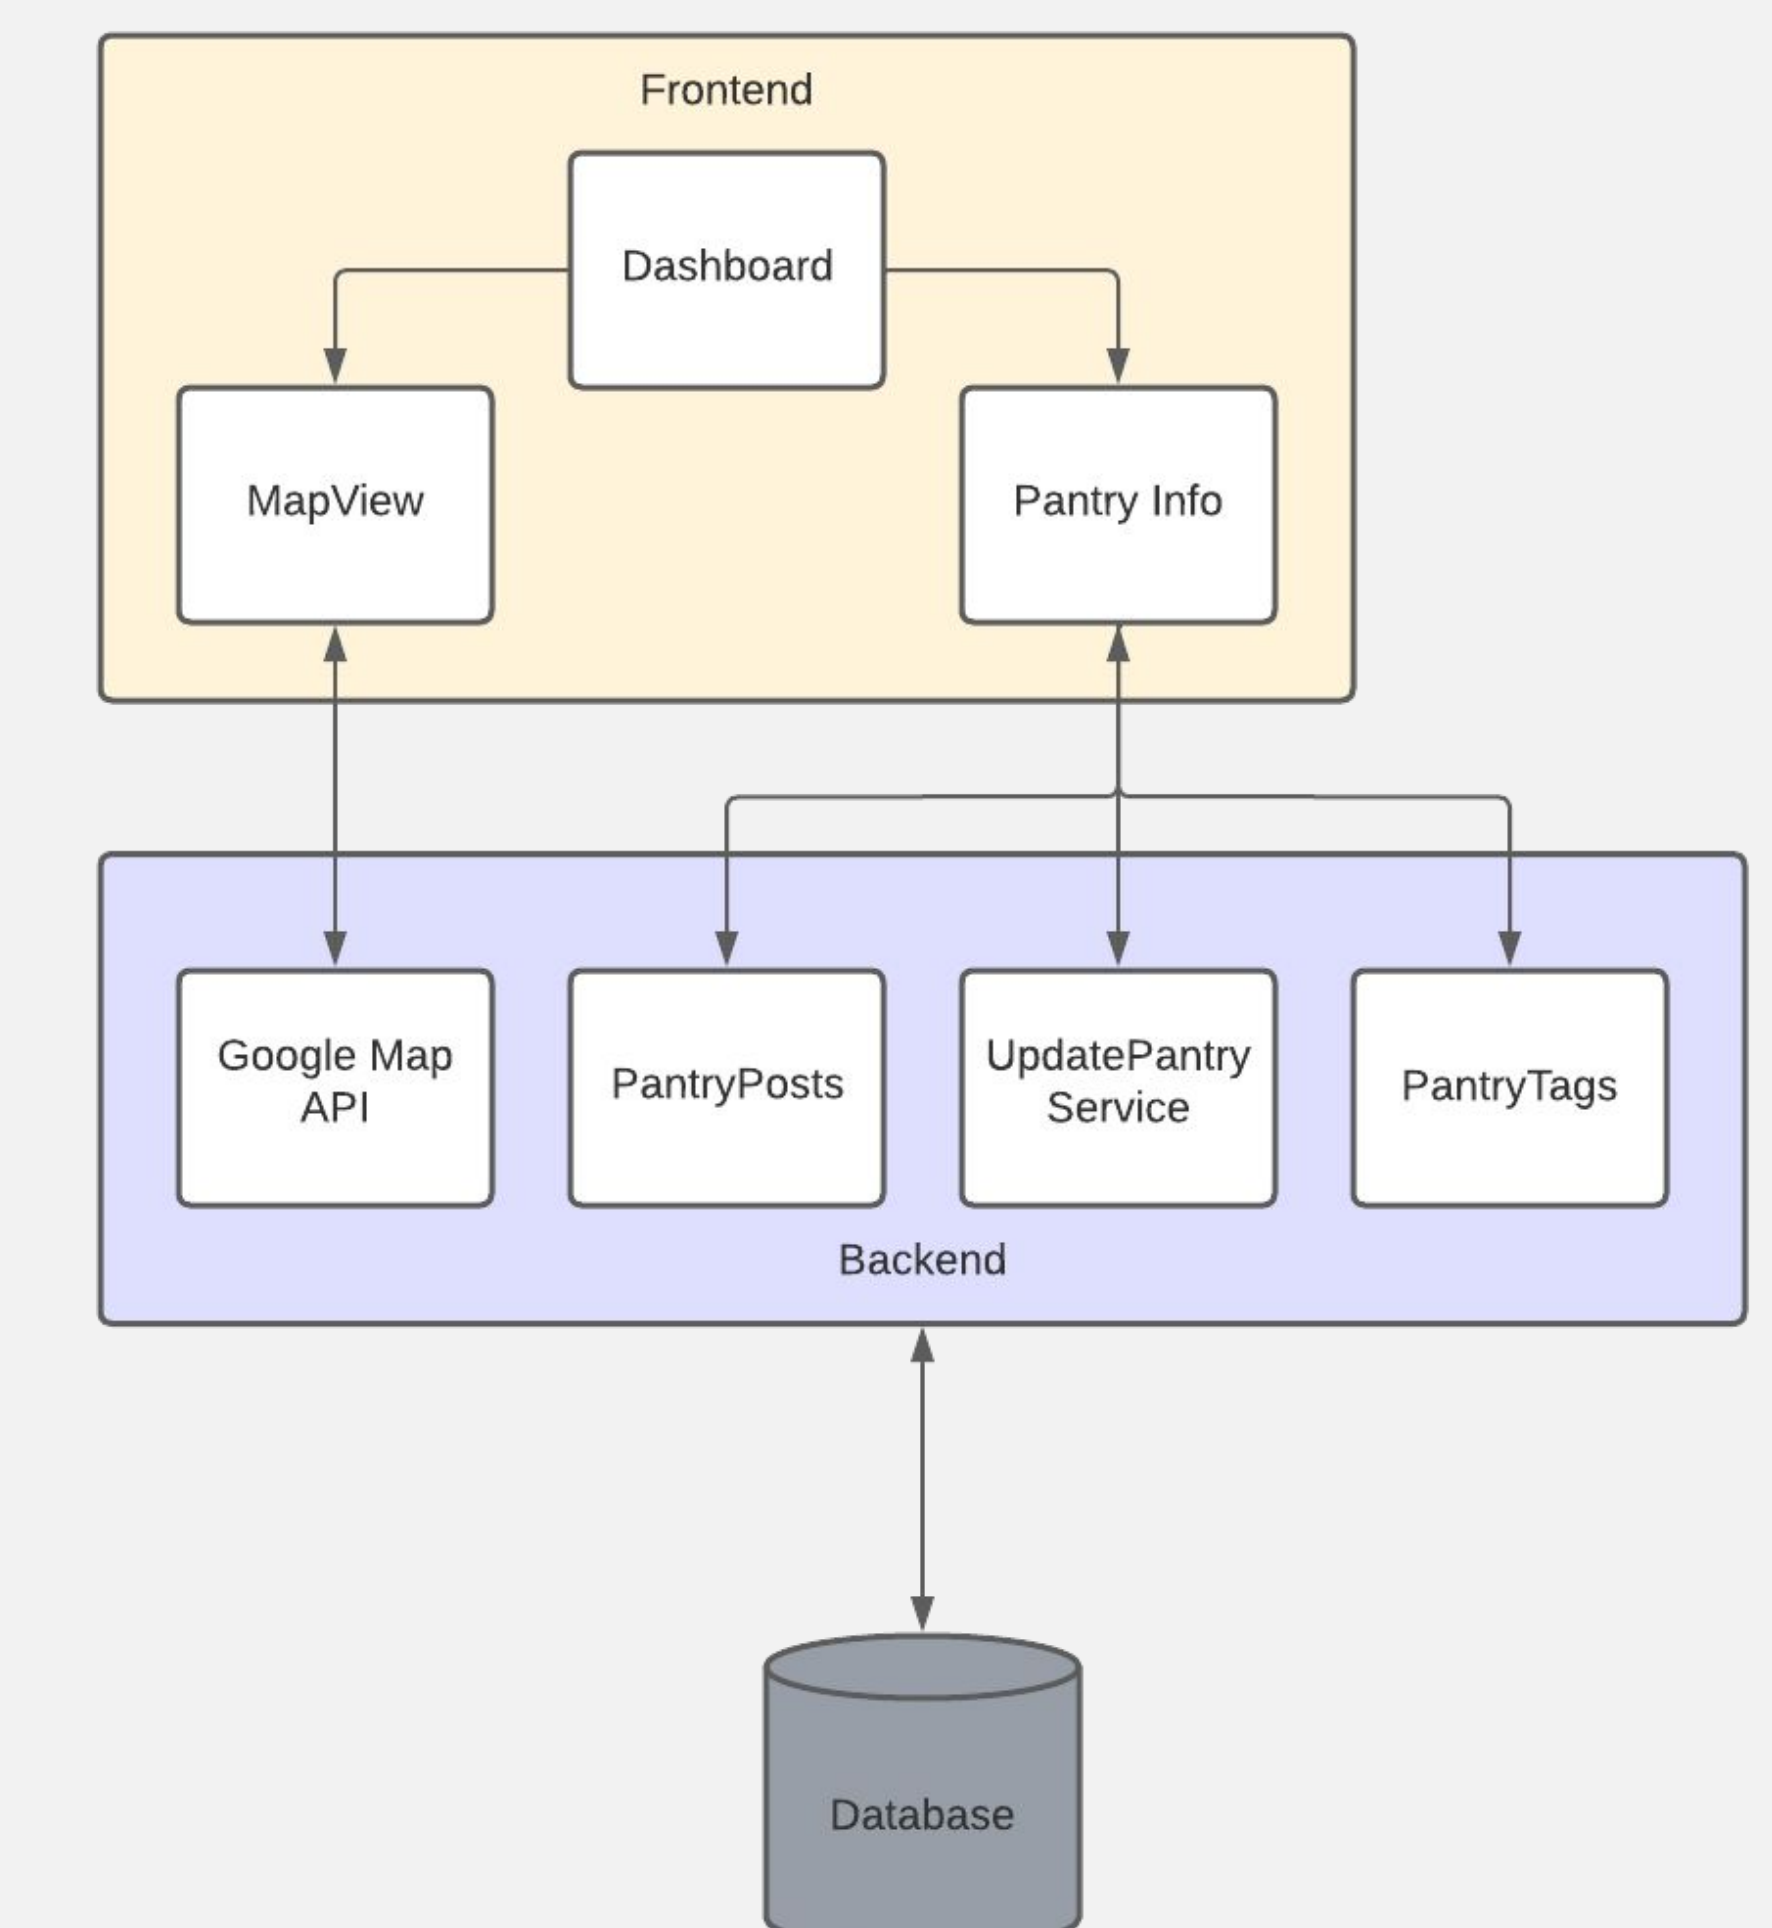 Frontend
Dashboard
MapView
Pantry Info
Google Map
API
PantryPosts
UpdatePantry
Service
PantryTags
Backend
Database